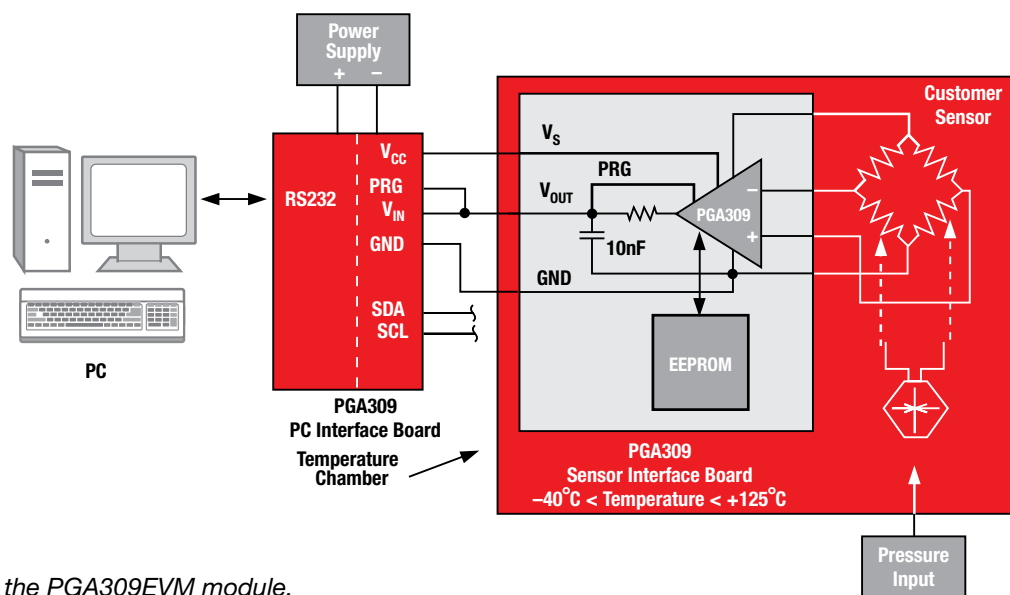 Power
Supply
+ –
Customer
Sensor
V_CC
V_S
PRG
PRG
RS232
V_IN
V_OUT
–
PGA309
+
GND
10nF
GND
SDA
SCL
EEPROM
PC
PGA309
PC Interface Board
Temperature
Chamber
PGA309
Sensor Interface Board
–40°C < Temperature < +125°C
Pressure
Input
the PGA309EVM module.